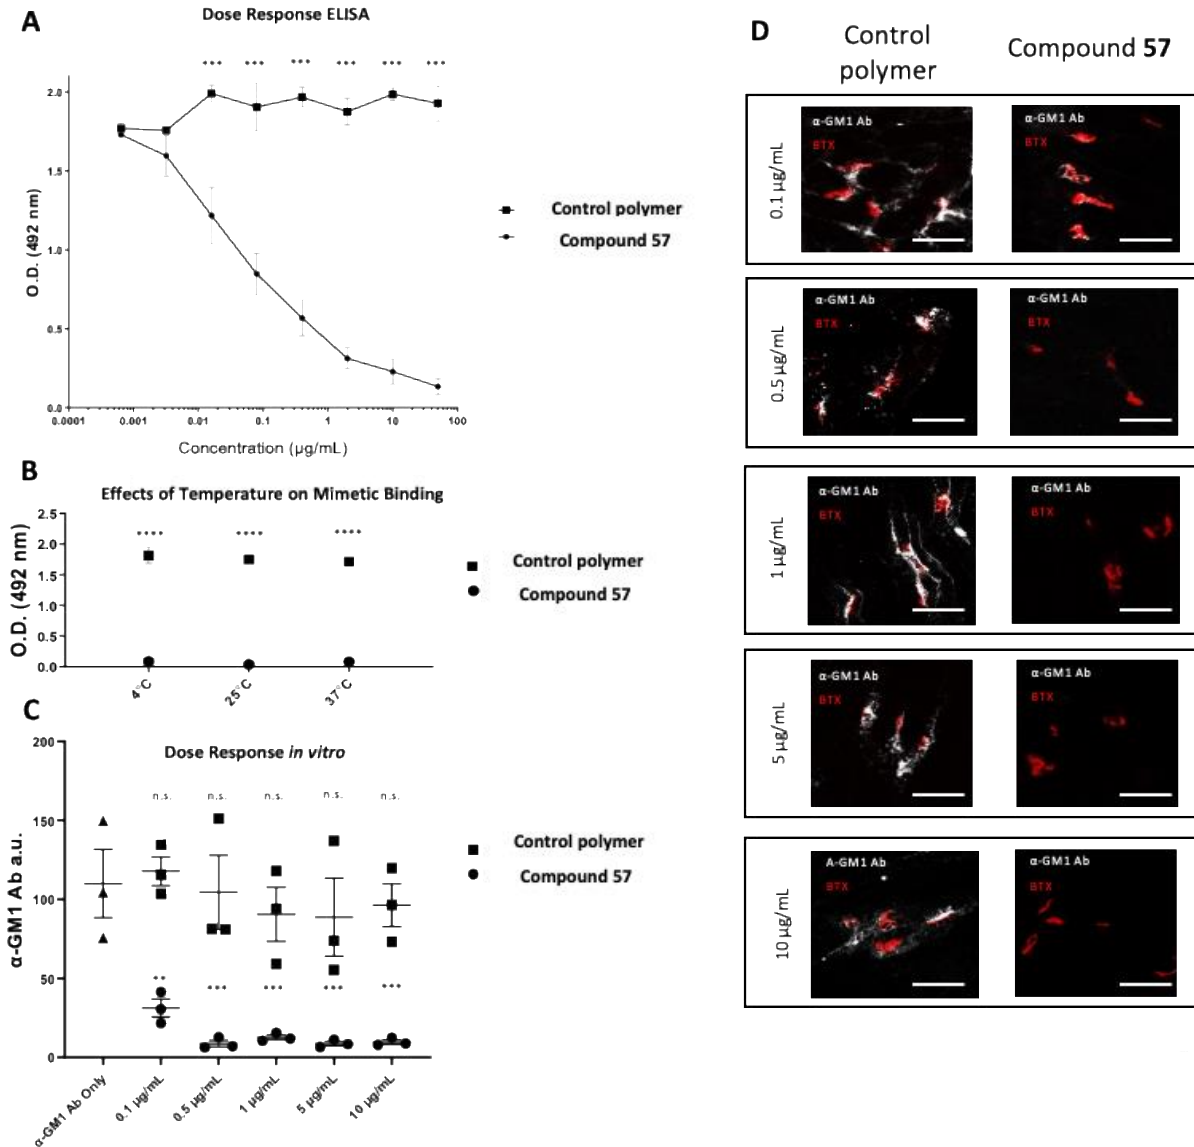 A
Dose Response ELISA
*** *** *** *** *** ***
2.0
1.5
1.0
0.5
0.0
O.D. (492 nm)
0.0001 0.001 0.01 0.1 1 10 100
Concentration (µg/mL)
Control polymer
Compound 57
B
Effects of Temperature on Mimetic Binding
2.5
2.0
1.5
1.0
0.5
0.0
O.D. (492 nm)
**** **** ****
4°C 25°C 37°C
Control polymer
Compound 57
C
Dose Response in vitro
200
150
100
50
0
α-GM1 Ab a.u.
n.s. n.s. n.s. n.s. n.s.
** *** *** *** ***
α-GM1 Ab Only 0.1 µg/mL 0.5 µg/mL 1 µg/mL 5 µg/mL 10 µg/mL
Control polymer
Compound 57
D
Control
polymer
Compound 57
0.1 µg/mL
α-GM1 Ab
BTX
α-GM1 Ab
BTX
0.5 µg/mL
α-GM1 Ab
BTX
α-GM1 Ab
BTX
1 µg/mL
α-GM1 Ab
BTX
α-GM1 Ab
BTX
5 µg/mL
α-GM1 Ab
BTX
α-GM1 Ab
BTX
10 µg/mL
A-GM1 Ab
BTX
α-GM1 Ab
BTX